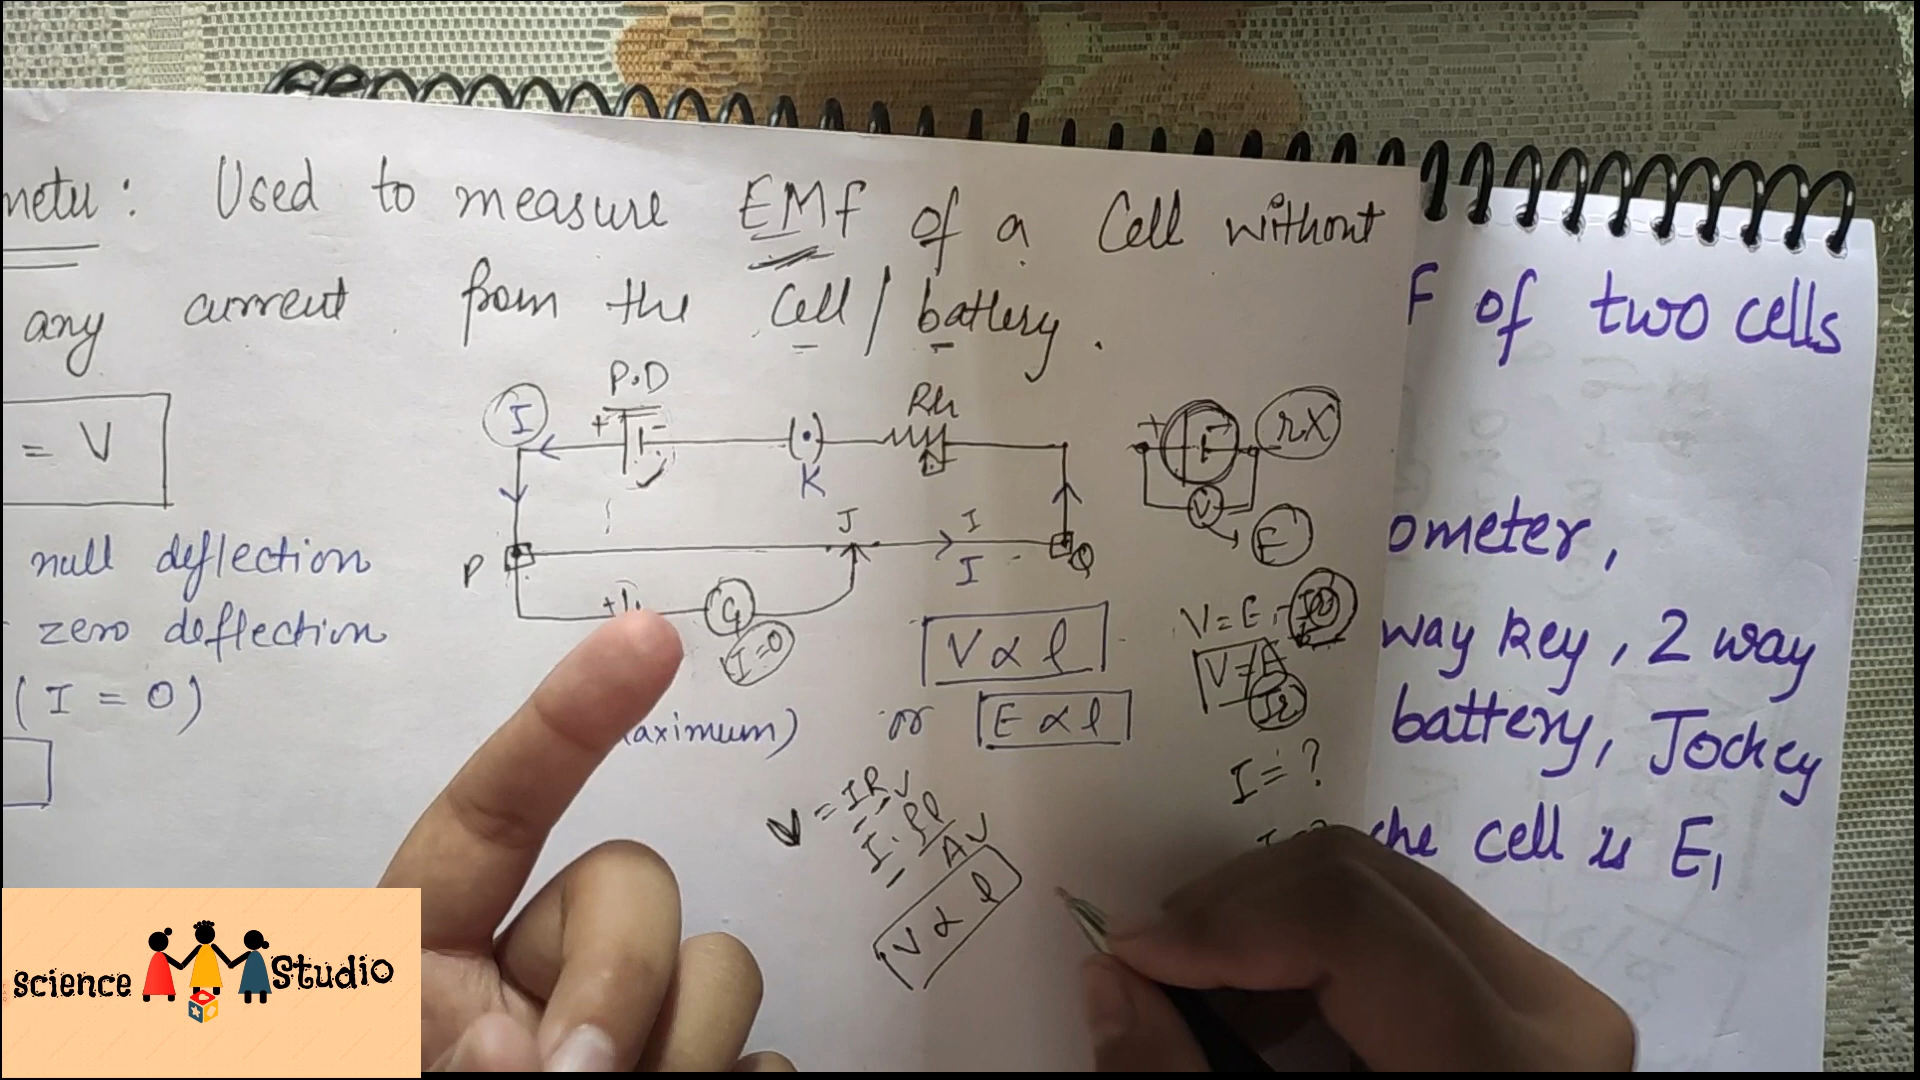 metu : Used to measure EMf of a Cell without
any current from the Cell / battery .
= V
null deflection
zero deflection
( I = 0 )
P.D
I
+
-
K
Rh
J
I
I
P
Q
+
G
I=0
V ∝ l
aximum) or E ∝ l
V = IR
I . ρl
A
V ∝ l
+
rX
V
E
V = E -
I = ?
F of two cells
ometer ,
way key , 2 way
battery, Jockey
the cell is E1
science Studio